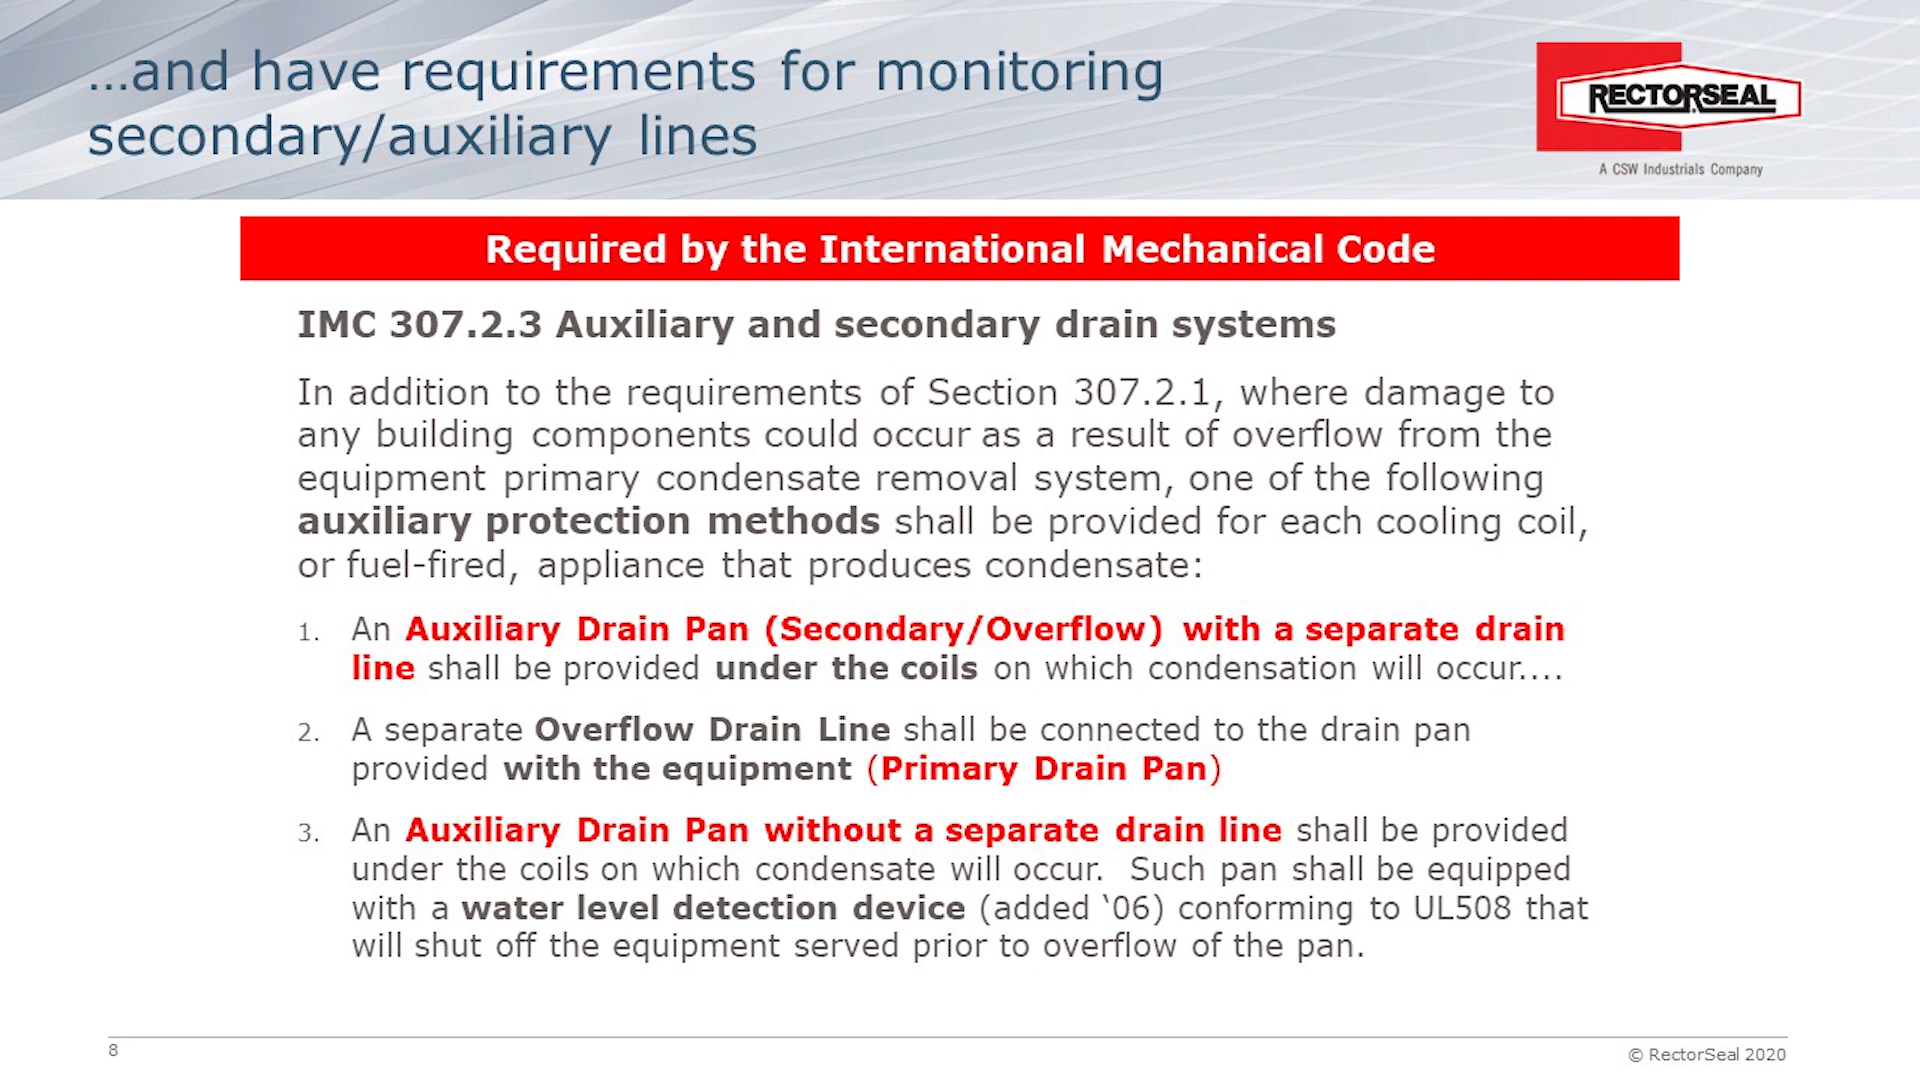 ...and have requirements for monitoring
secondary/auxiliary lines
RECTORSEAL
A CSW Industrials Company
Required by the International Mechanical Code
IMC 307.2.3 Auxiliary and secondary drain systems
In addition to the requirements of Section 307.2.1, where damage to
any building components could occur as a result of overflow from the
equipment primary condensate removal system, one of the following
auxiliary protection methods shall be provided for each cooling coil,
or fuel-fired, appliance that produces condensate:
1. An Auxiliary Drain Pan (Secondary/Overflow) with a separate drain
line shall be provided under the coils on which condensation will occur....
2. A separate Overflow Drain Line shall be connected to the drain pan
provided with the equipment (Primary Drain Pan)
3. An Auxiliary Drain Pan without a separate drain line shall be provided
under the coils on which condensate will occur. Such pan shall be equipped
with a water level detection device (added ‘06) conforming to UL508 that
will shut off the equipment served prior to overflow of the pan.
8
© RectorSeal 2020